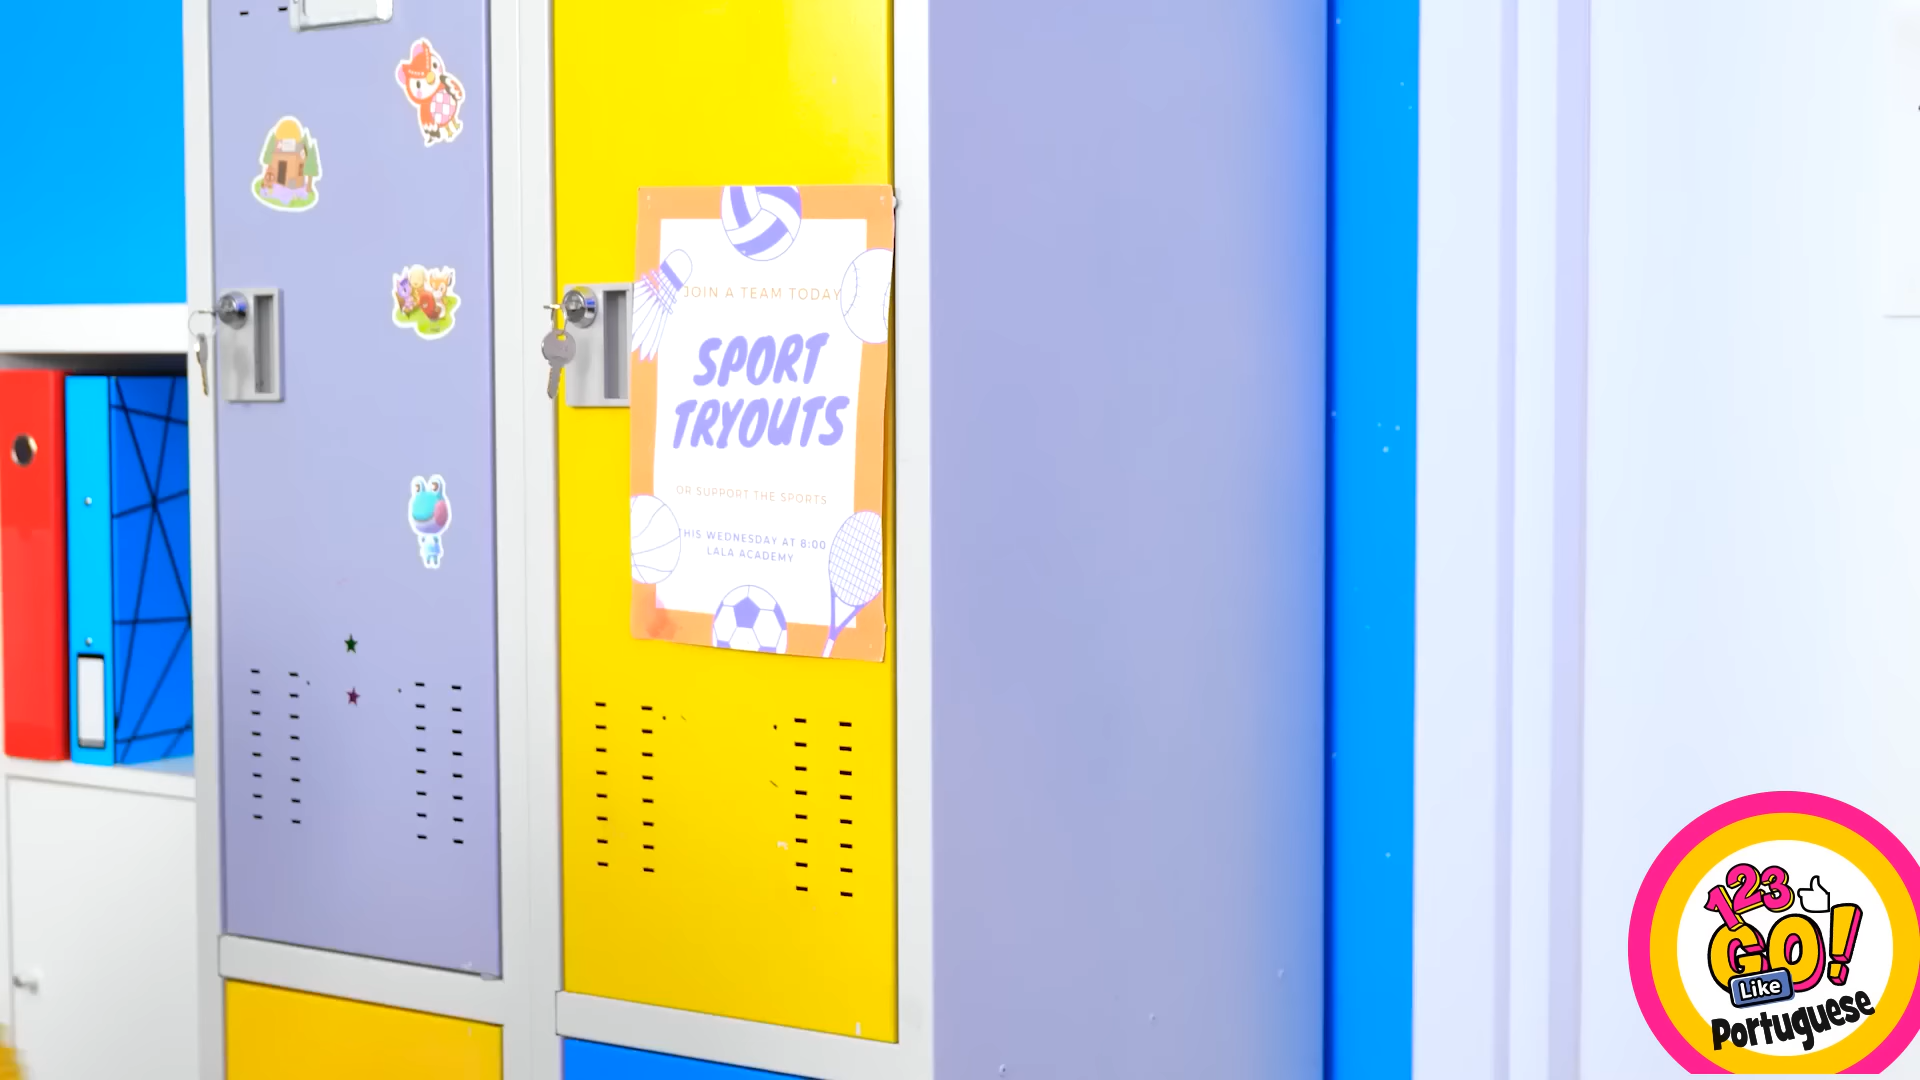 JOIN A TEAM TODAY
SPORT
TRYOUTS
OR SUPPORT THE SPORTS
THIS WEDNESDAY AT 8:00
LALA ACADEMY
123
GO!
Like
Portuguese